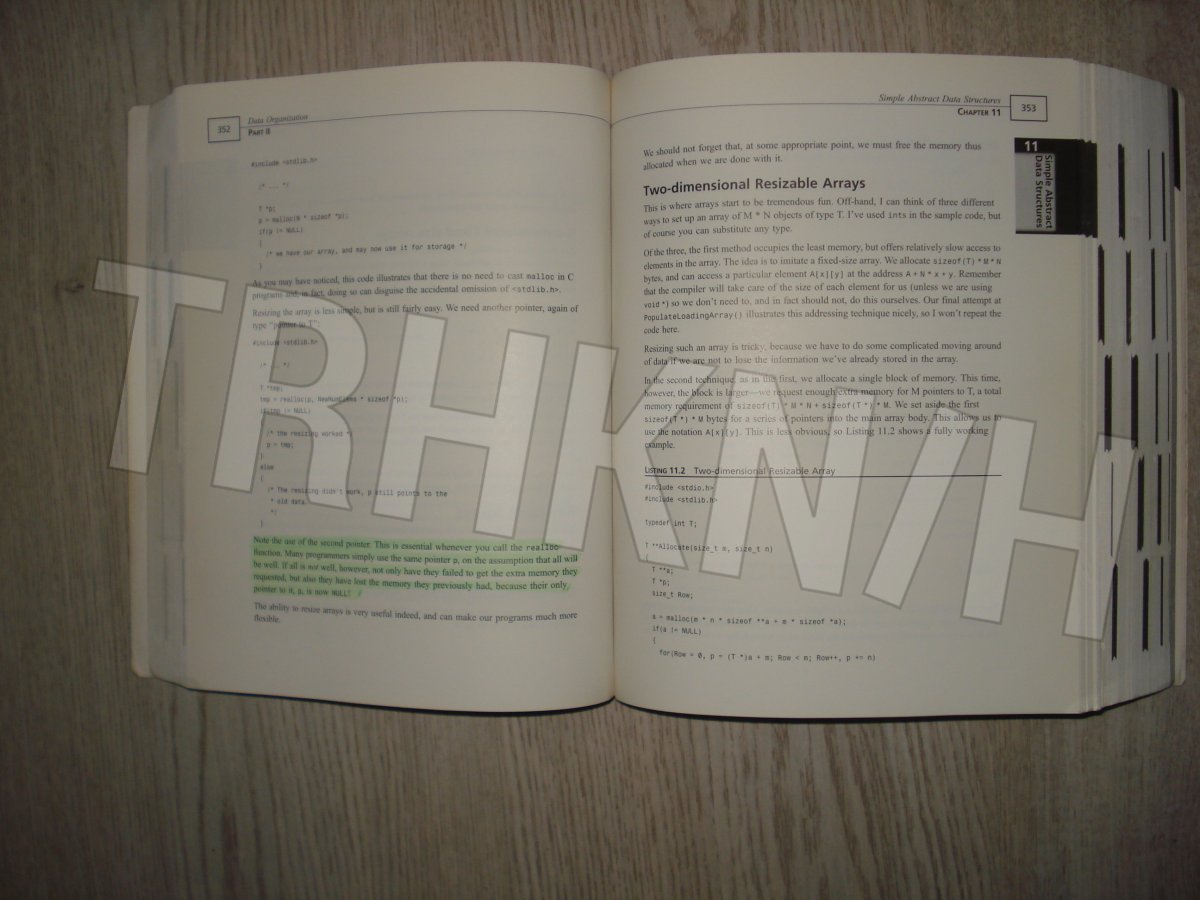 352
Data Organization
PART II
#include <stdlib.h>
/* ... */
T *p;
p = malloc(N * sizeof *p);
if(p != NULL)
{
/* we have our array, and may now use it for storage */
}
As you may have noticed, this code illustrates that there is no need to cast malloc in C
programs and, in fact, doing so can disguise the accidental omission of <stdlib.h>.
Resizing the array is less simple, but is still fairly easy. We need another pointer, again of
type "pointer to T":
#include <stdlib.h>
/* ... */
T *tmp;
tmp = realloc(p, NewNumItems * sizeof *p);
if(tmp != NULL)
{
/* the resizing worked */
p = tmp;
}
else
{
/* The resizing didn't work, p still points to the
* old data.
*/
}
Note the use of the second pointer. This is essential whenever you call the realloc
function. Many programmers simply use the same pointer p, on the assumption that all will
be well. If all is not well, however, not only have they failed to get the extra memory they
requested, but also they have lost the memory they previously had, because their only
pointer to it, p, is now NULL!
The ability to resize arrays is very useful indeed, and can make our programs much more
flexible.
Simple Abstract Data Structures
CHAPTER 11
353
We should not forget that, at some appropriate point, we must free the memory thus
allocated when we are done with it.
Two-dimensional Resizable Arrays
This is where arrays start to be tremendous fun. Off-hand, I can think of three different
ways to set up an array of M * N objects of type T. I've used ints in the sample code, but
of course you can substitute any type.
Of the three, the first method occupies the least memory, but offers relatively slow access to
elements in the array. The idea is to imitate a fixed-size array. We allocate sizeof(T) * M * N
bytes, and can access a particular element A[x][y] at the address A + N * x + y. Remember
that the compiler will take care of the size of each element for us (unless we are using
void *) so we don't need to, and in fact should not, do this ourselves. Our final attempt at
PopulateLoadingArray() illustrates this addressing technique nicely, so I won't repeat the
code here.
Resizing such an array is tricky, because we have to do some complicated moving around
of data if we are not to lose the information we've already stored in the array.
In the second technique, as in the first, we allocate a single block of memory. This time,
however, the block is larger—we request enough extra memory for M pointers to T, a total
memory requirement of sizeof(T) * M * N + sizeof(T *) * M. We set aside the first
sizeof(T *) * M bytes for a series of pointers into the main array body. This allows us to
use the notation A[x][y]. This is less obvious, so Listing 11.2 shows a fully working
example.
LISTING 11.2 Two-dimensional Resizable Array
#include <stdio.h>
#include <stdlib.h>
typedef int T;
T **Allocate(size_t m, size_t n)
{
T **a;
T *p;
size_t Row;
a = malloc(m * n * sizeof **a + m * sizeof *a);
if(a != NULL)
{
for(Row = 0, p = (T *)a + m; Row < m; Row++, p += n)
11
Simple Abstract
Data Structures
TRHKN/H